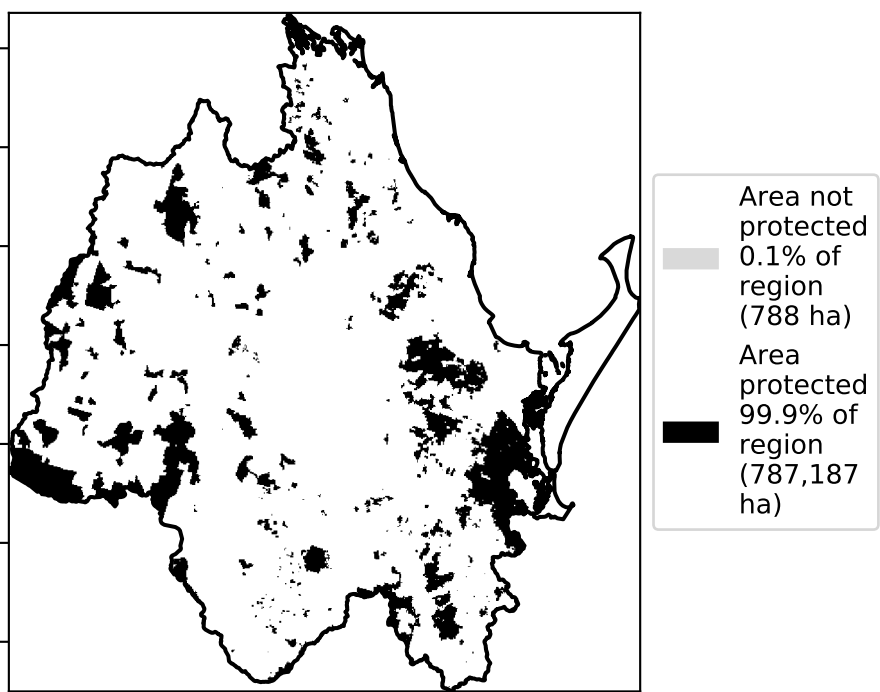 Area not
protected
0.1% of
region
(788 ha)
Area
protected
99.9% of
region
(787,187
ha)